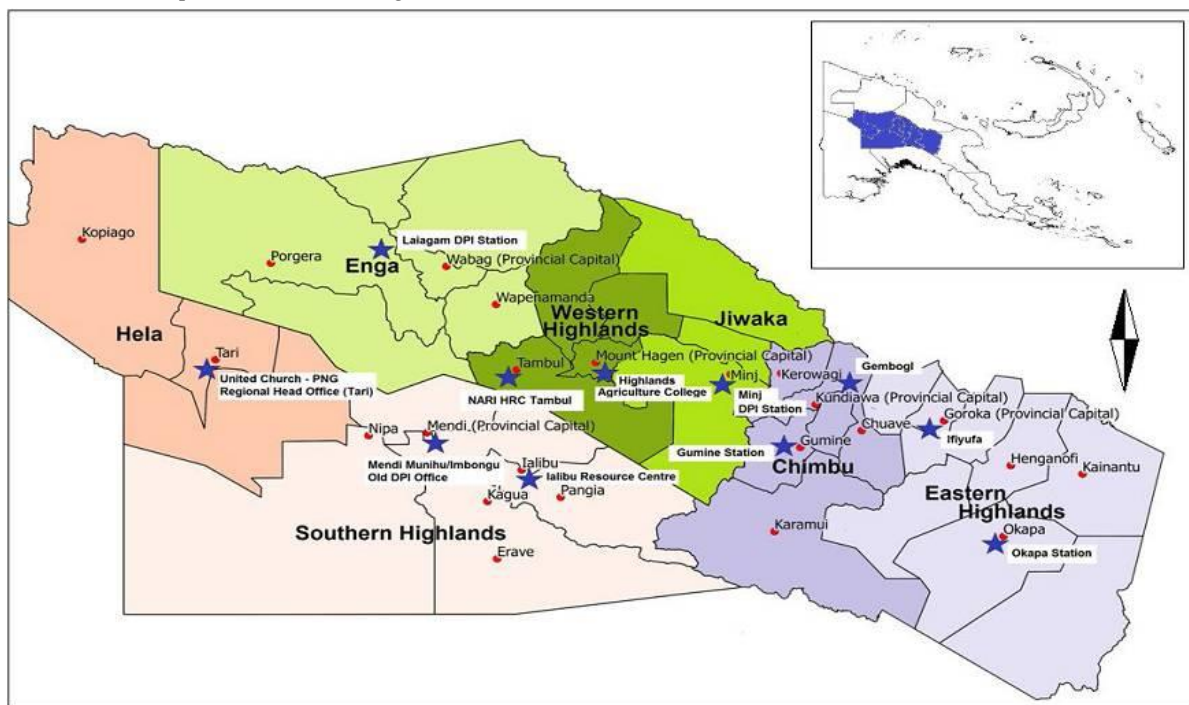 Kopiago
Porgera
Laiagam DPI Station
Enga
Wabag (Provincial Capital)
Wapenamanda
Western
Highlands
Jiwaka
Hela
Tari
United Church - PNG
Regional Head Office (Tari)
Tambul
NARI HRC Tambul
Mount Hagen (Provincial Capital)
Highlands
Agriculture College
Minj
Minj
DPI Station
Kerowagi
Gembogl
Kundiawa (Provincial Capital)
Goroka (Provincial Capital)
Chuave
Ifiyufa
Nipa
Mendi (Provincial Capital)
Mendi Munihu/Imbongu
Old DPI Office
Gumine Station
Gumine
Chimbu
Henganofi
Kainantu
Ialibu
Ialibu Resource Centre
Kagua
Pangia
Eastern
Highlands
Southern Highlands
Karamui
Okapa
Okapa Station
Erave